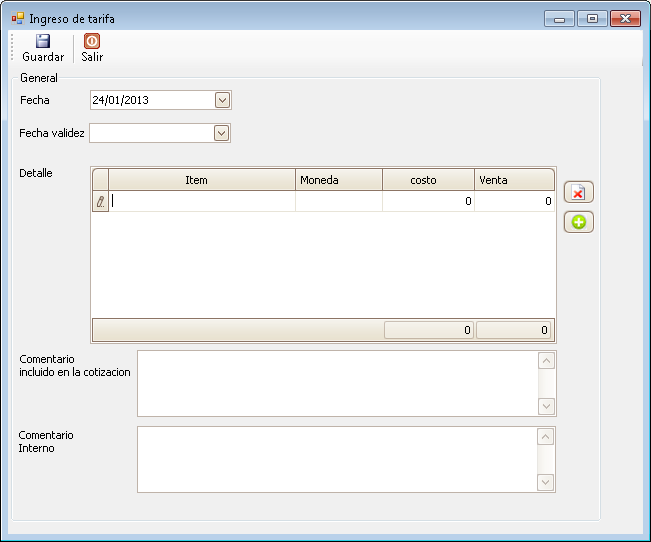 Ingreso de tarifa
Guardar Salir
General
Fecha 24/01/2013
Fecha validez
Detalle
Item Moneda costo Venta
0 0
0 0
Comentario
incluido en la cotizacion
Comentario
Interno